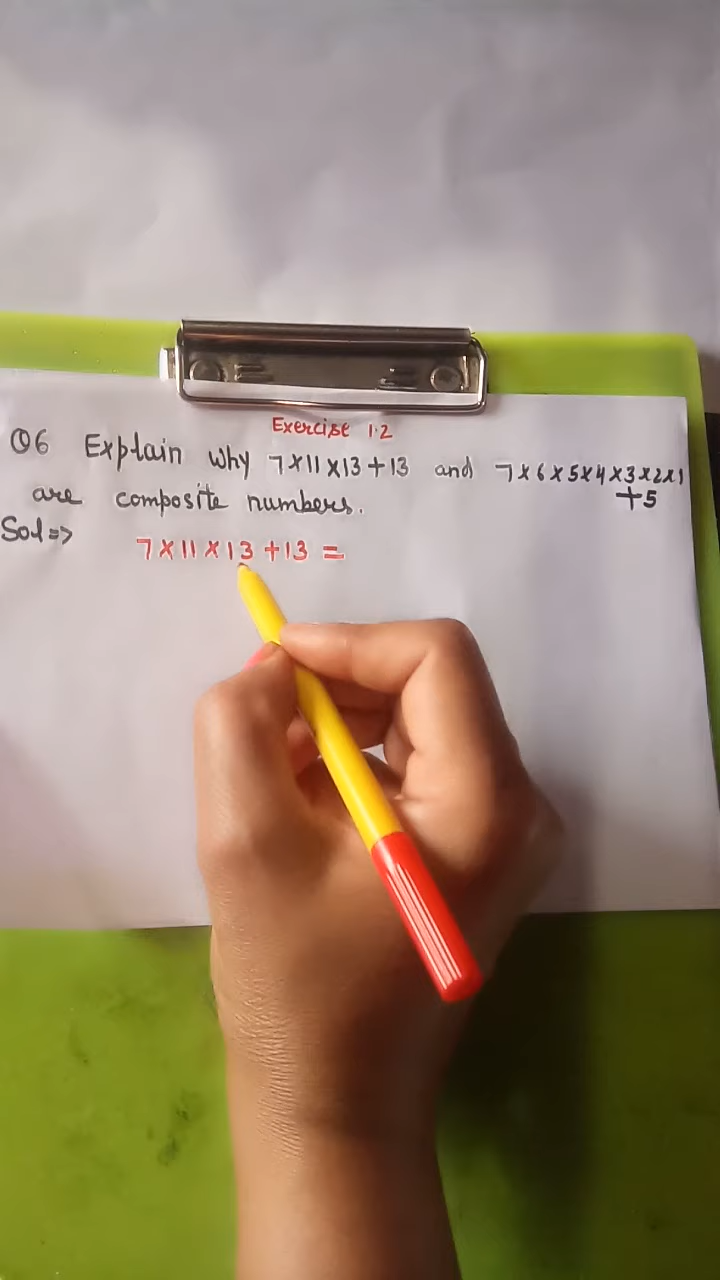 Exercise 1.2
Q6 Explain why 7×11×13+13 and 7×6×5×4×3×2×1
+5
are composite numbers.
Sol=>
7×11×13+13 =